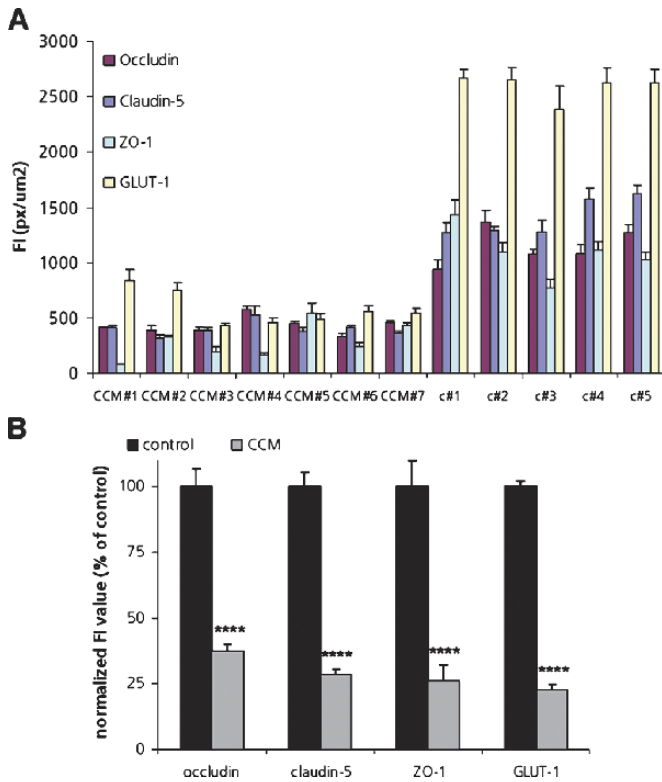 A
3000
2500
2000
1500
1000
500
0
FI (px/um2)
Occludin
Claudin-5
ZO-1
GLUT-1
CCM#1 CCM#2 CCM#3 CCM#4 CCM#5 CCM#6 CCM#7 c#1 c#2 c#3 c#4 c#5
B
control CCM
100
75
50
25
0
normalized FI value (% of control)
****
****
****
****
occludin claudin-5 ZO-1 GLUT-1